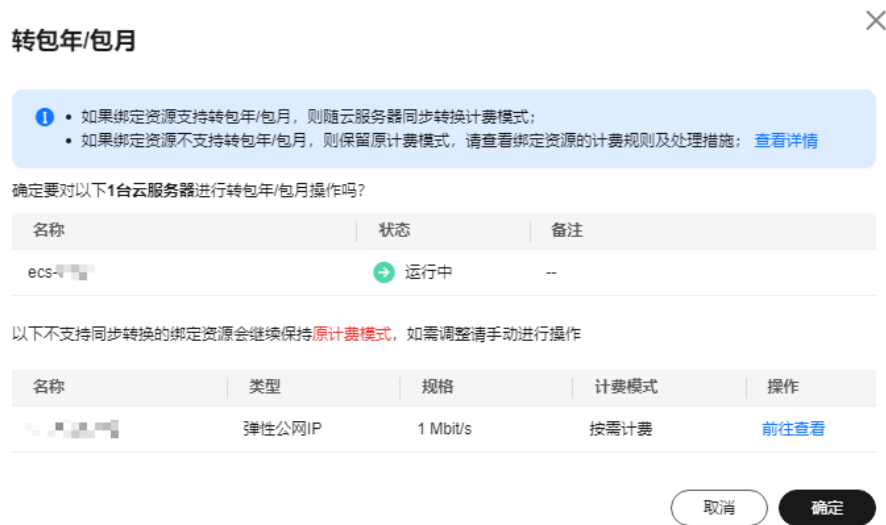 转包年/包月
如果绑定资源支持转包年/包月，则随云服务器同步转换计费模式；
如果绑定资源不支持转包年/包月，则保留原计费模式，请查看绑定资源的计费规则及处理措施； 查看详情
确定要对以下1台云服务器进行转包年/包月操作吗？
名称 状态 备注
ecs- 运行中 --
以下不支持同步转换的绑定资源会继续保持原计费模式，如需调整请手动进行操作
名称 类型 规格 计费模式 操作
弹性公网IP 1 Mbit/s 按需计费 前往查看
取消 确定